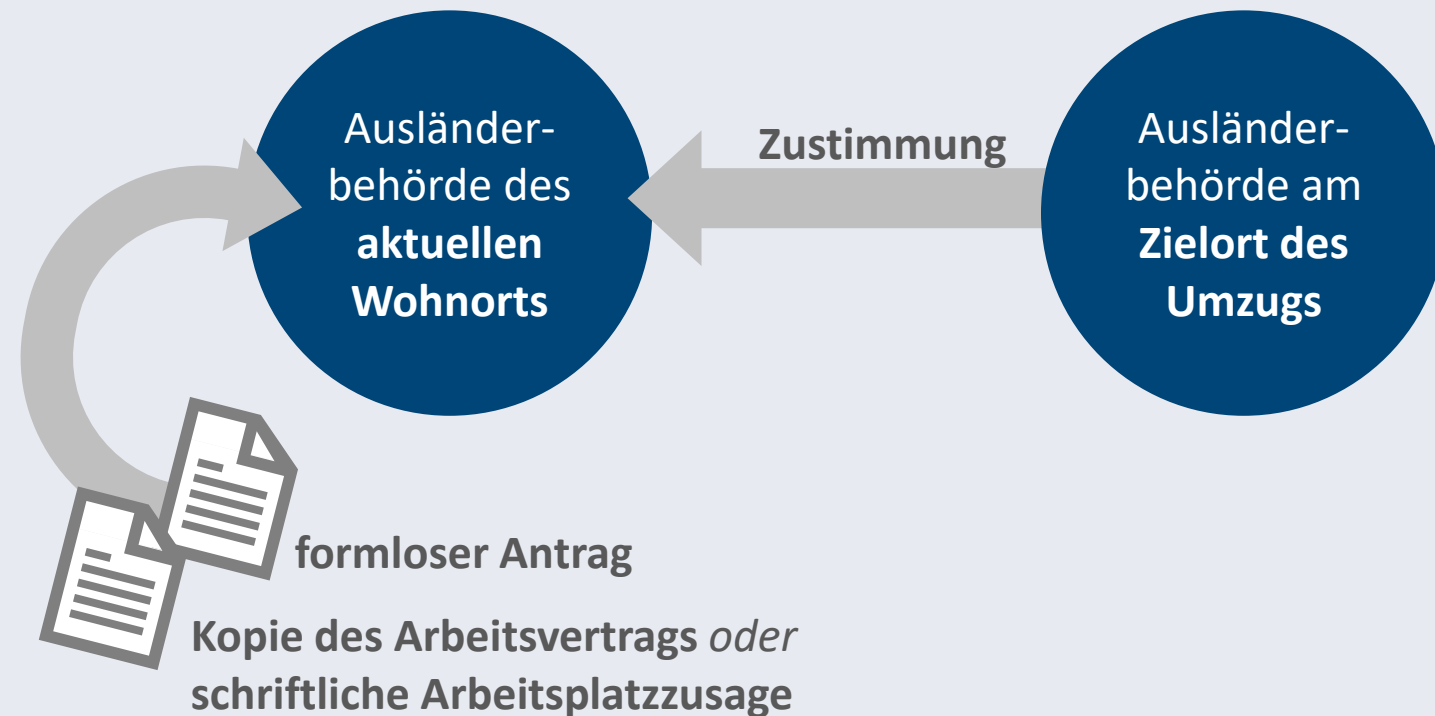 Ausländer-
behörde des
aktuellen
Wohnorts
Zustimmung
Ausländer-
behörde am
Zielort des
Umzugs
formloser Antrag
Kopie des Arbeitsvertrags oder
schriftliche Arbeitsplatzzusage